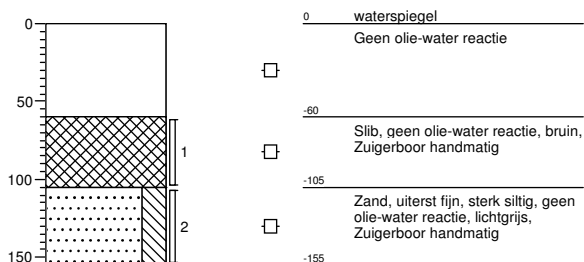 0
50
100
150
1
2
0 waterspiegel
Geen olie-water reactie
-60
Slib, geen olie-water reactie, bruin,
Zuigerboor handmatig
-105
Zand, uiterst fijn, sterk siltig, geen
olie-water reactie, lichtgrijs,
Zuigerboor handmatig
-155